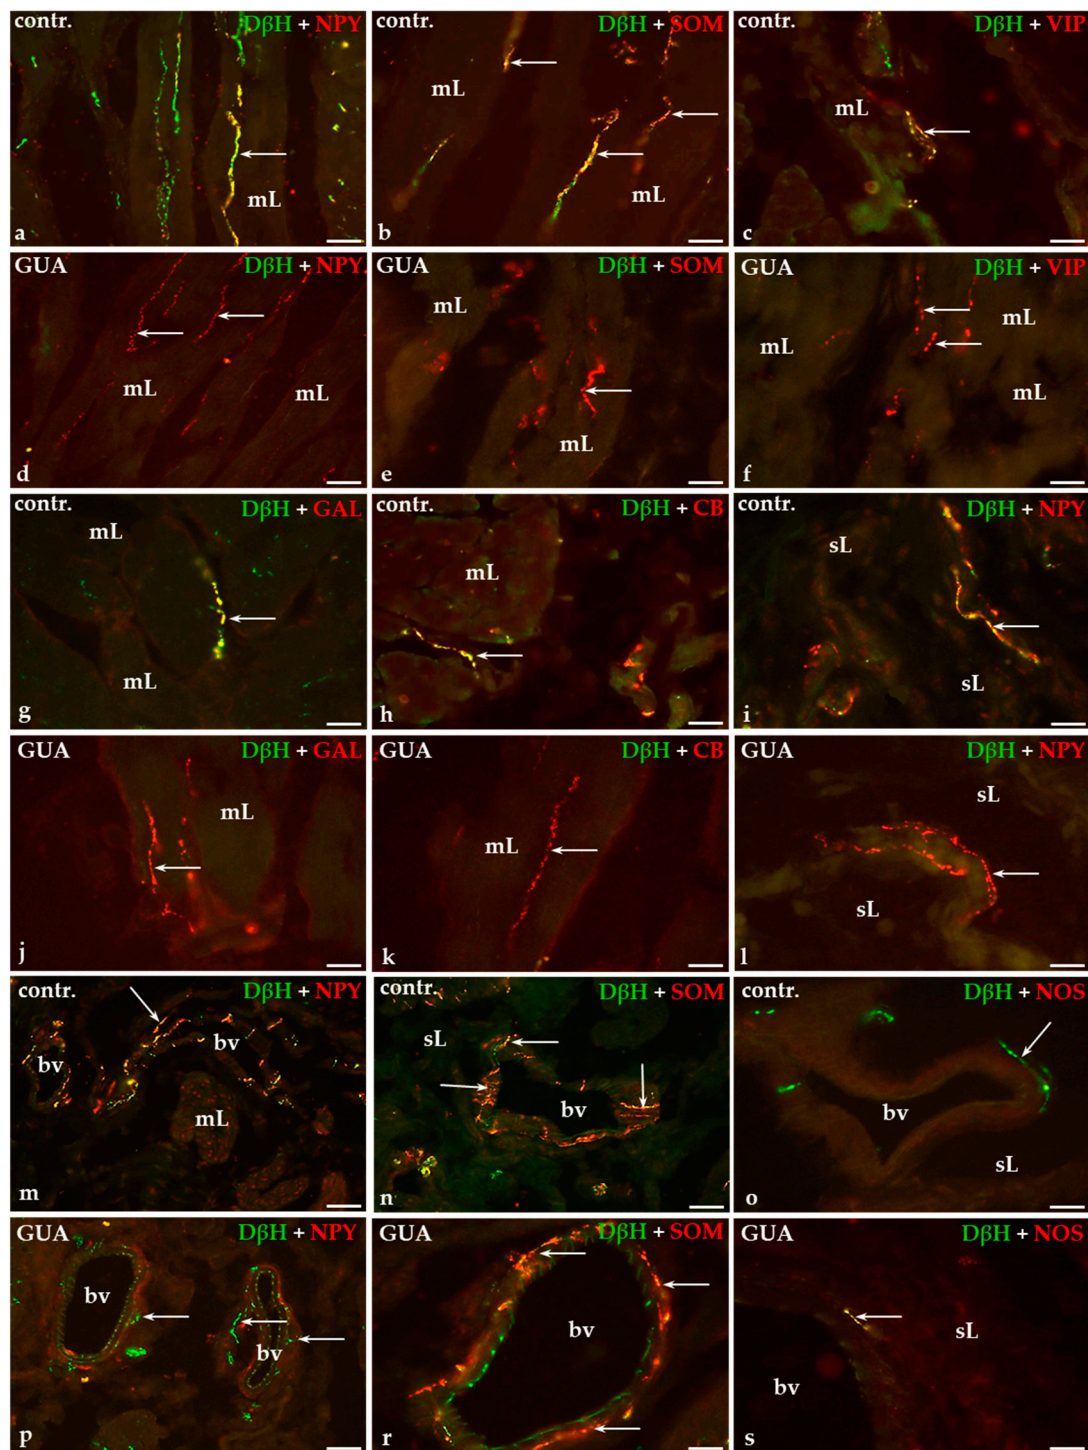 contr. DβH + NPY
mL
a
contr. DβH + SOM
mL
mL
b
contr. DβH + VIP
mL
c
GUA DβH + NPY.
mL
mL
d
GUA DβH + SOM
mL
mL
e
GUA DβH + VIP
mL
mL
mL
f
contr. DβH + GAL
mL
mL
g
contr. DβH + CB
mL
h
contr. DβH + NPY
sL
sL
i
GUA DβH + GAL
mL
j
GUA DβH + CB
mL
k
GUA DβH + NPY
sL
sL
l
contr. DβH + NPY
bv
bv
mL
m
contr. DβH + SOM
sL
bv
n
contr. DβH + NOS
bv
sL
o
GUA DβH + NPY
bv
bv
p
GUA DβH + SOM
bv
r
GUA DβH + NOS
sL
bv
s